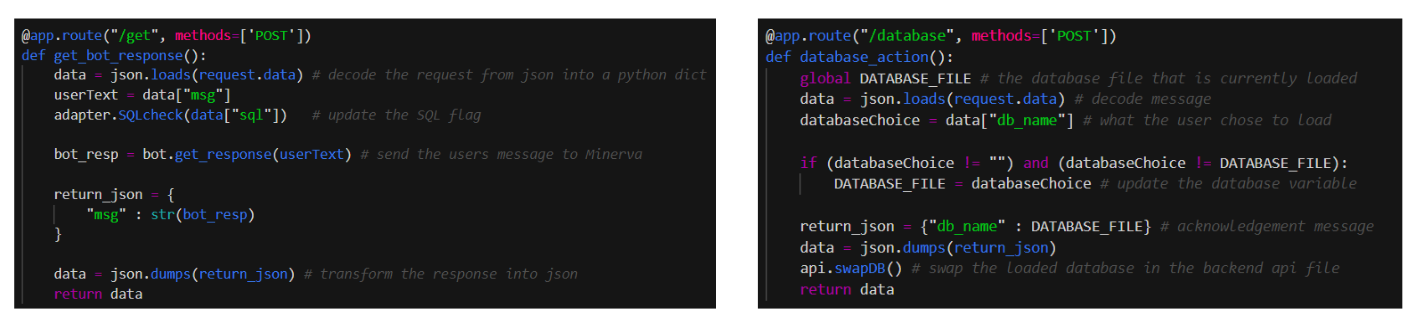 @app.route("/get", methods=['POST'])
def get_bot_response():
    data = json.loads(request.data) # decode the request from json into a python dict
    userText = data["msg"]
    adapter.SQLcheck(data["sql"])   # update the SQL flag

    bot_resp = bot.get_response(userText) # send the users message to Minerva

    return_json = {
        "msg" : str(bot_resp)
    }

    data = json.dumps(return_json) # transform the response into json
    return data

@app.route("/database", methods=['POST'])
def database_action():
    global DATABASE_FILE # the database file that is currently loaded
    data = json.loads(request.data) # decode message
    databaseChoice = data["db_name"] # what the user chose to load

    if (databaseChoice != "") and (databaseChoice != DATABASE_FILE):
        DATABASE_FILE = databaseChoice # update the database variable

    return_json = {"db_name" : DATABASE_FILE} # acknowledgement message
    data = json.dumps(return_json)
    api.swapDB() # swap the loaded database in the backend api file
    return data